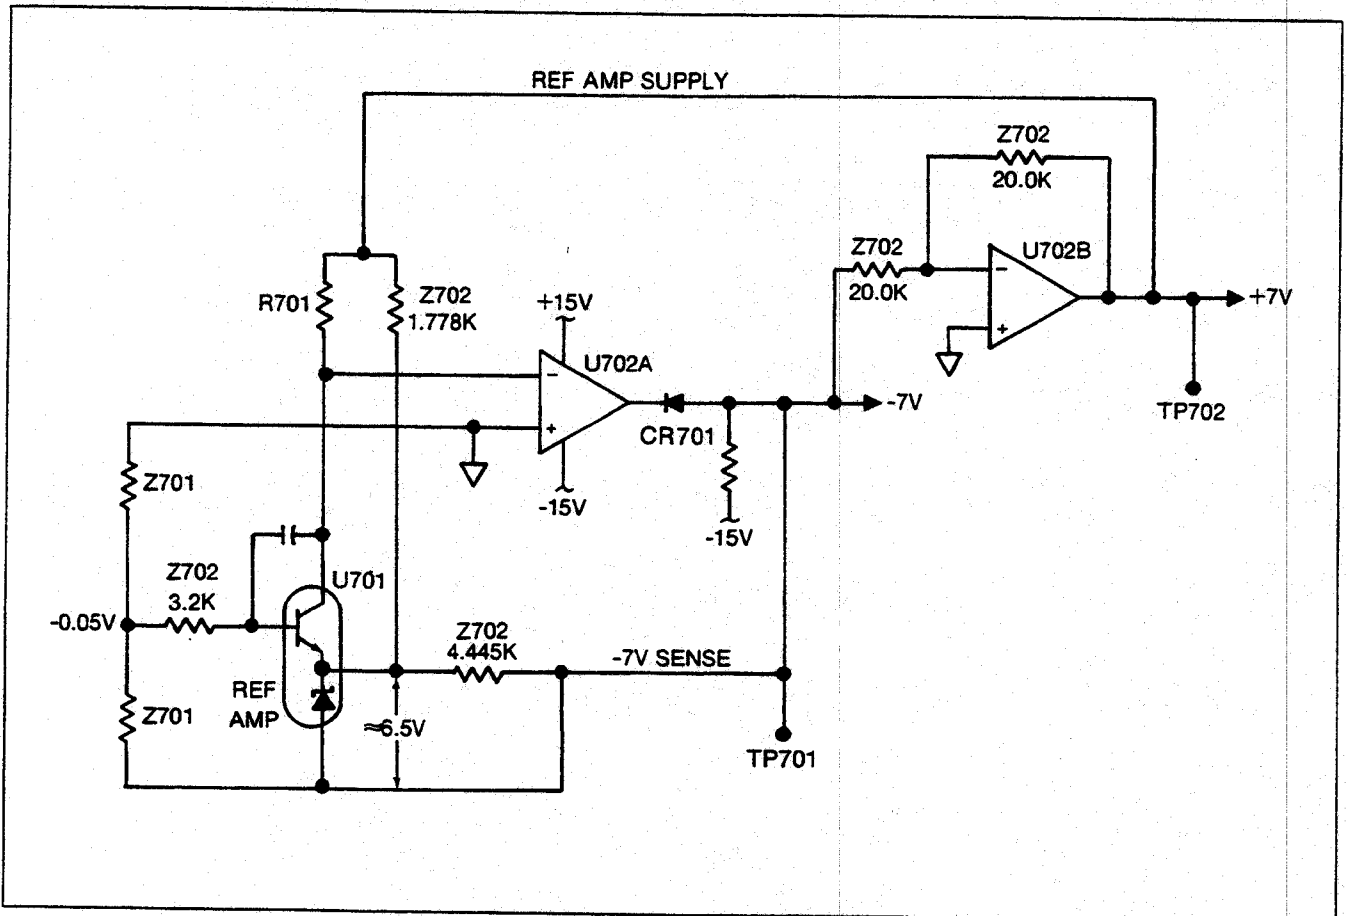 REF AMP SUPPLY
Z702
20.0K
Z702
20.0K
U702B
-
+
+7V
TP702
R701
Z702
1.778K
+15V
U702A
-
+
-15V
CR701
-7V
-15V
Z701
Z702
3.2K
U701
-0.05V
Z702
4.445K
-7V SENSE
REF
AMP
Z701
≈6.5V
TP701